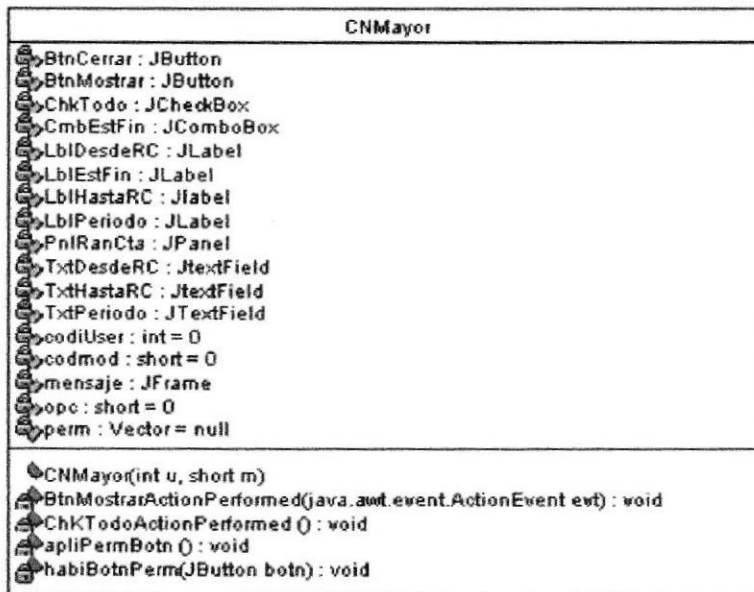 CNMayor
BtnCerrar : JButton
BtnMostrar : JButton
ChkTodo : JCheckBox
CmbEstFin : JComboBox
LblDesdeRC : JLabel
LblEstFin : JLabel
LblHastaRC : Jlabel
LblPeriodo : JLabel
PnlRanCta : JPanel
TxtDesdeRC : JtextField
TxtHastaRC : JtextField
TxtPeriodo : JTextField
codiUser : int = 0
codmod : short = 0
mensaje : JFrame
opc : short = 0
perm : Vector = null
CNMayor(int u, short m)
BtnMostrarActionPerformed(java.awt.event.ActionEvent evt) : void
ChKTodoActionPerformed () : void
apliPermBotn () : void
habiBotnPerm(JButton botn) : void